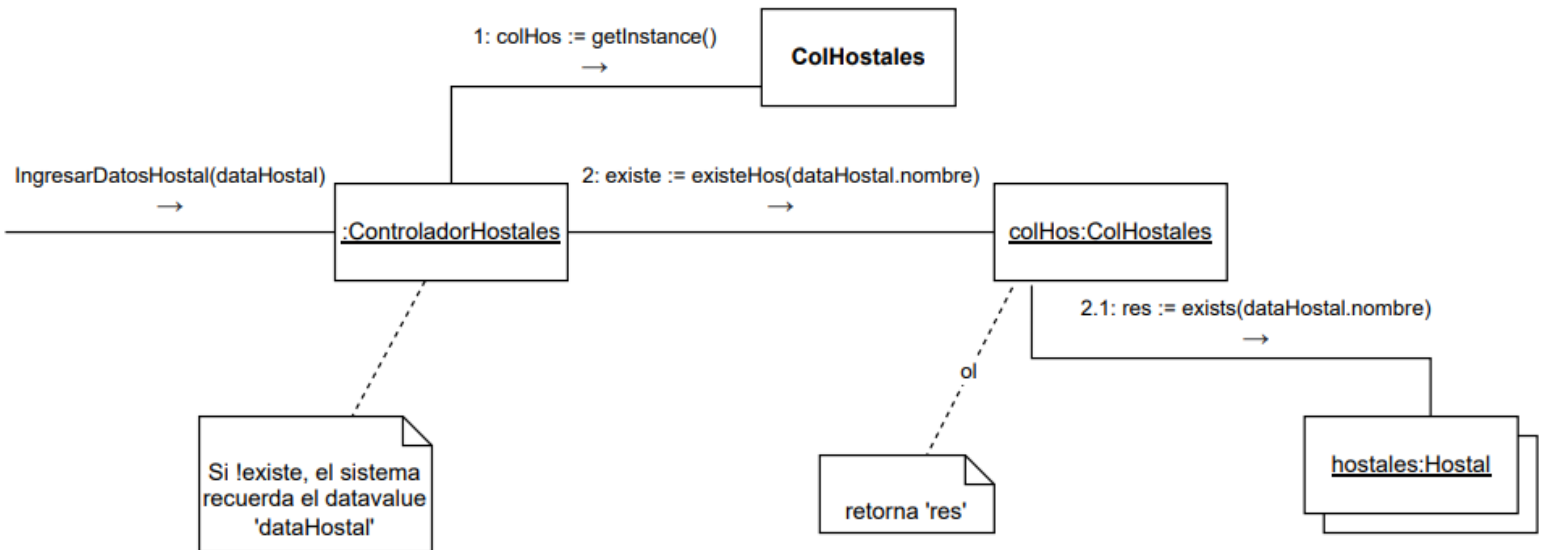 1: colHos := getInstance()
→
ColHostales
IngresarDatosHostal(dataHostal)
→
:ControladorHostales
2: existe := existeHos(dataHostal.nombre)
→
colHos:ColHostales
2.1: res := exists(dataHostal.nombre)
→
ol
Si !existe, el sistema
recuerda el datavalue
'dataHostal'
retorna 'res'
hostales:Hostal